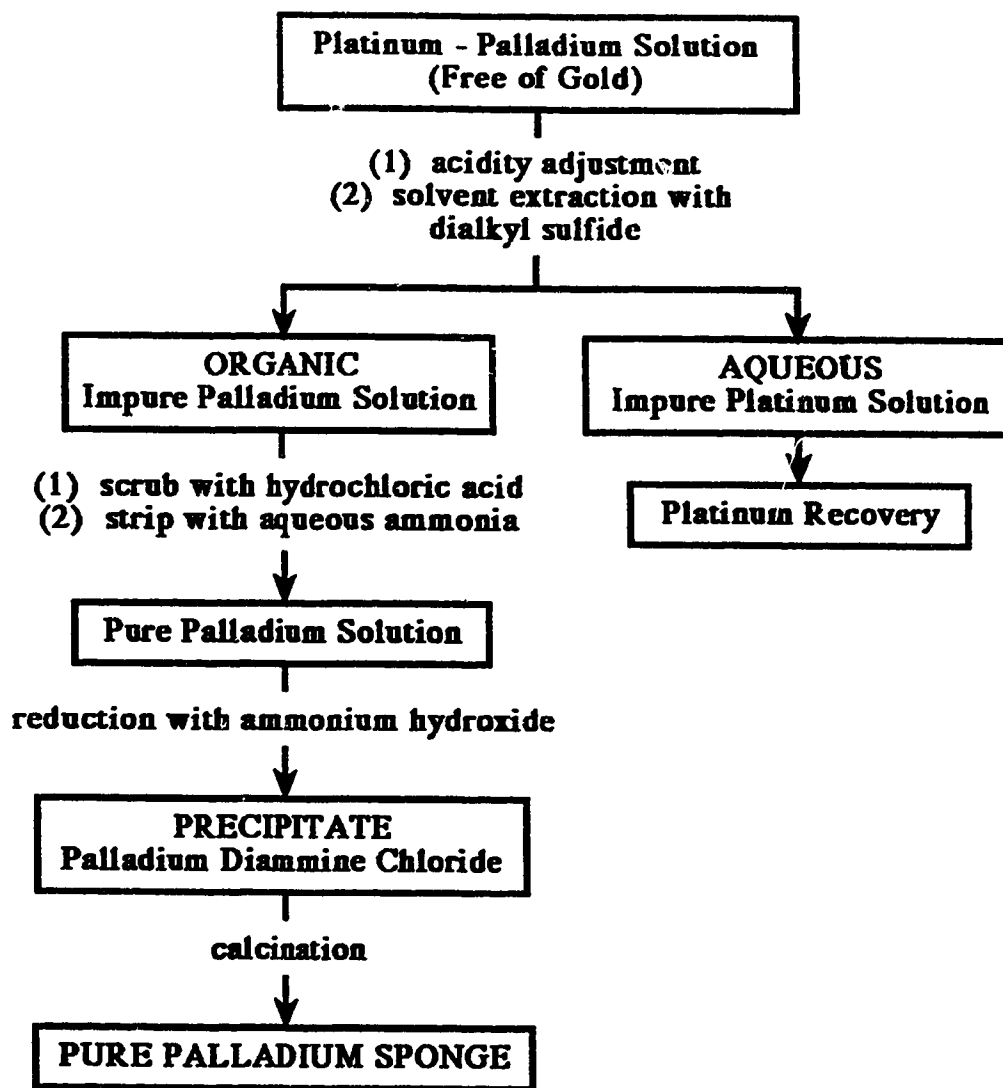 Platinum - Palladium Solution
(Free of Gold)
(1) acidity adjustment
(2) solvent extraction with
dialkyl sulfide
ORGANIC
Impure Palladium Solution
AQUEOUS
Impure Platinum Solution
(1) scrub with hydrochloric acid
(2) strip with aqueous ammonia
Platinum Recovery
Pure Palladium Solution
reduction with ammonium hydroxide
PRECIPITATE
Palladium Diammine Chloride
calcination
PURE PALLADIUM SPONGE